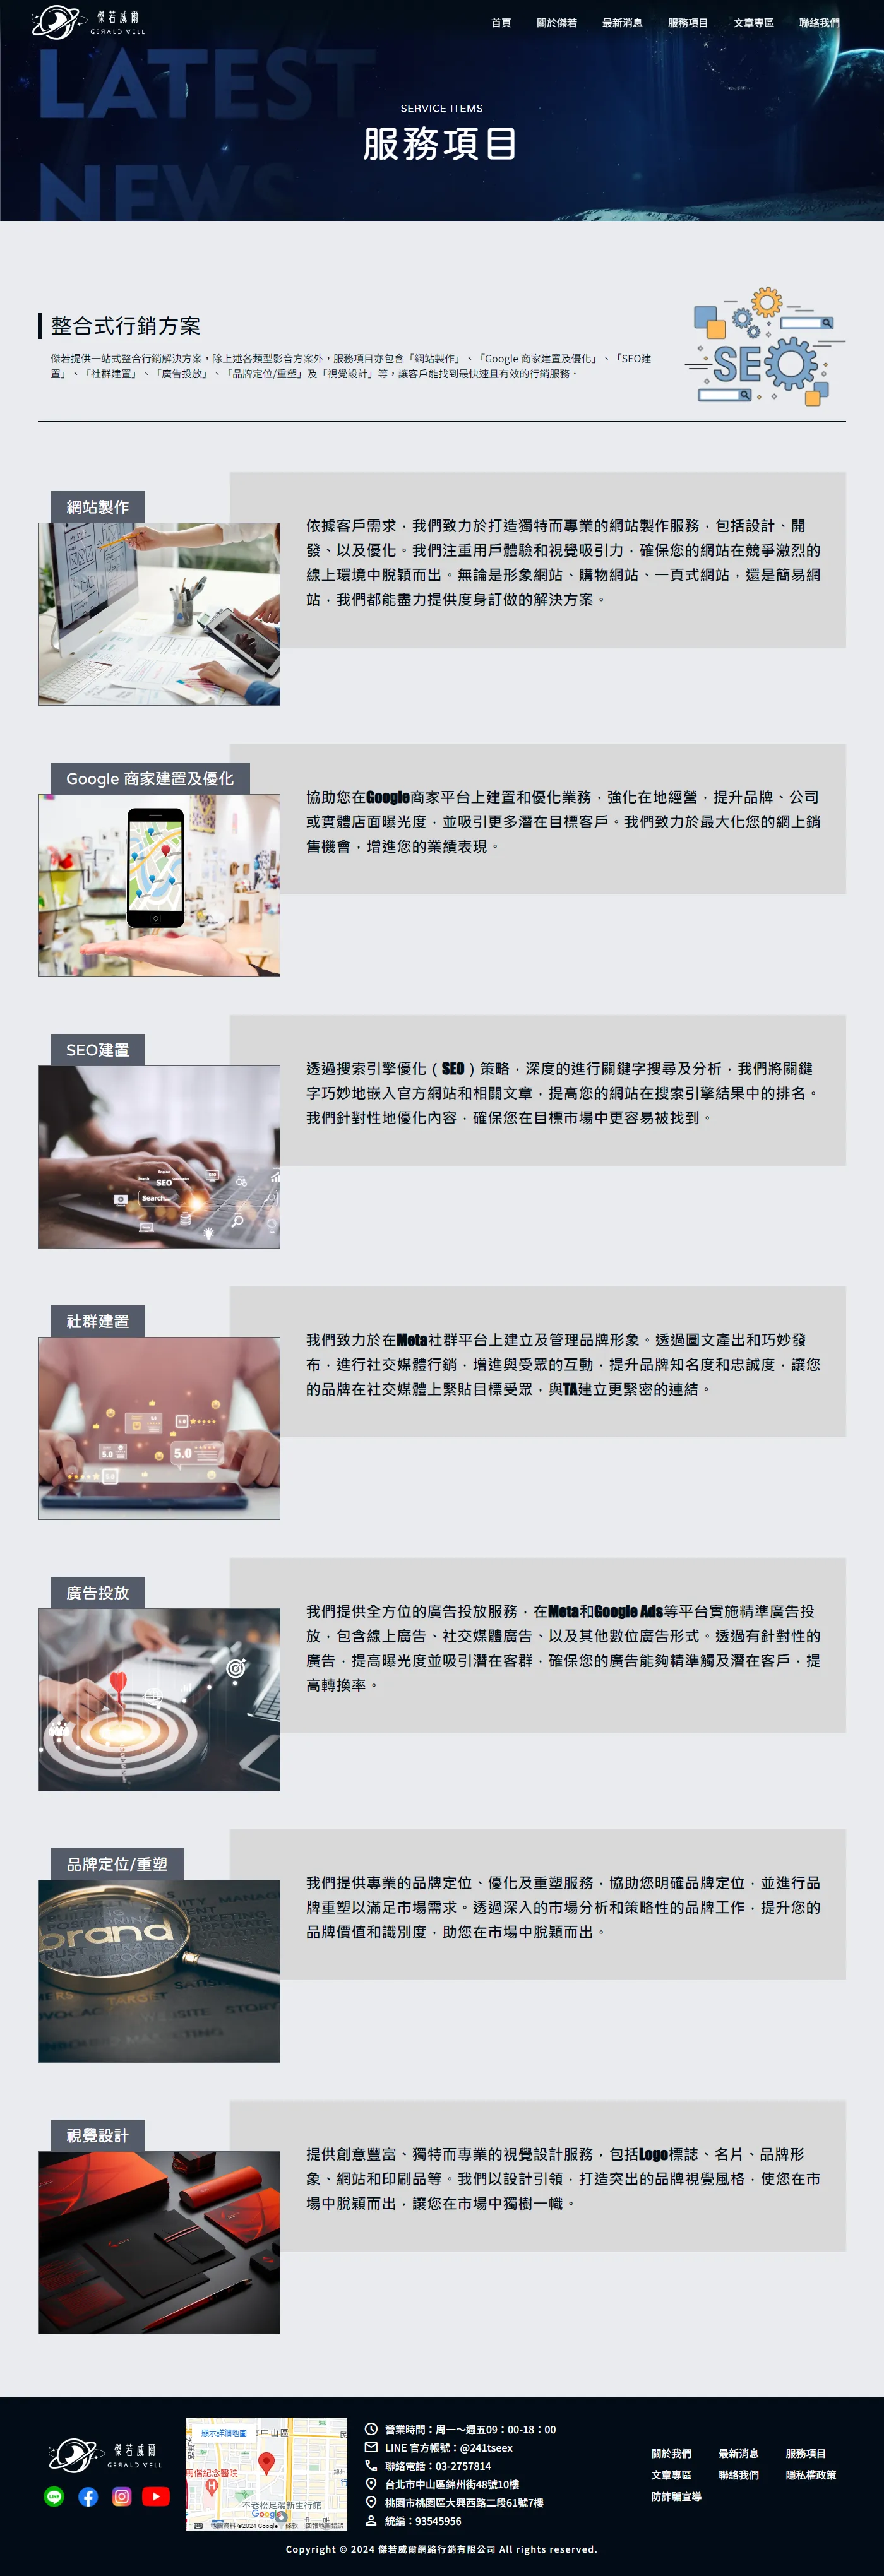 傑若威爾
GERALD WELL
首頁 關於傑若 最新消息 服務項目 文章專區 聯絡我們
LATEST
NEWS
SERVICE ITEMS
服務項目
整合式行銷方案
傑若提供一站式整合行銷解決方案，除上述各類型影音方案外，服務項目亦包含「網站製作」、「Google 商家建置及優化」、「SEO建
置」、「社群建置」、「廣告投放」、「品牌定位/重塑」及「視覺設計」等，讓客戶能找到最快速且有效的行銷服務．
SEO
網站製作
依據客戶需求，我們致力於打造獨特而專業的網站製作服務，包括設計、開
發、以及優化。我們注重用戶體驗和視覺吸引力，確保您的網站在競爭激烈的
線上環境中脫穎而出。無論是形象網站、購物網站、一頁式網站，還是簡易網
站，我們都能盡力提供度身訂做的解決方案。
Google 商家建置及優化
協助您在Google商家平台上建置和優化業務，強化在地經營，提升品牌、公司
或實體店面曝光度，並吸引更多潛在目標客戶。我們致力於最大化您的網上銷
售機會，增進您的業績表現。
SEO建置
透過搜索引擎優化（SEO）策略，深度的進行關鍵字搜尋及分析，我們將關鍵
字巧妙地嵌入官方網站和相關文章，提高您的網站在搜索引擎結果中的排名。
我們針對性地優化內容，確保您在目標市場中更容易被找到。
SEO
Search...
社群建置
我們致力於在Meta社群平台上建立及管理品牌形象。透過圖文產出和巧妙發
布，進行社交媒體行銷，增進與受眾的互動，提升品牌知名度和忠誠度，讓您
的品牌在社交媒體上緊貼目標受眾，與TA建立更緊密的連結。
5.0
5.0
廣告投放
我們提供全方位的廣告投放服務，在Meta和Google Ads等平台實施精準廣告投
放，包含線上廣告、社交媒體廣告、以及其他數位廣告形式。透過有針對性的
廣告，提高曝光度並吸引潛在客群，確保您的廣告能夠精準觸及潛在客戶，提
高轉換率。
品牌定位/重塑
我們提供專業的品牌定位、優化及重塑服務，協助您明確品牌定位，並進行品
牌重塑以滿足市場需求。透過深入的市場分析和策略性的品牌工作，提升您的
品牌價值和識別度，助您在市場中脫穎而出。
brand
TARGET
STORY
視覺設計
提供創意豐富、獨特而專業的視覺設計服務，包括Logo標誌、名片、品牌形
象、網站和印刷品等。我們以設計引領，打造突出的品牌視覺風格，使您在市
場中脫穎而出，讓您在市場中獨樹一幟。
傑若威爾
GERALD WELL
顯示詳細地圖
中山區
馬偕紀念醫院
不老松足湯新生行館
Google
營業時間：周一～週五09：00-18：00
LINE 官方帳號：@241tseex
聯絡電話：03-2757814
台北市中山區錦州街48號10樓
桃園市桃園區大興西路二段61號7樓
統編：93545956
關於我們 最新消息 服務項目
文章專區 聯絡我們 隱私權政策
防詐騙宣導
Copyright © 2024 傑若威爾網路行銷有限公司 All rights reserved.